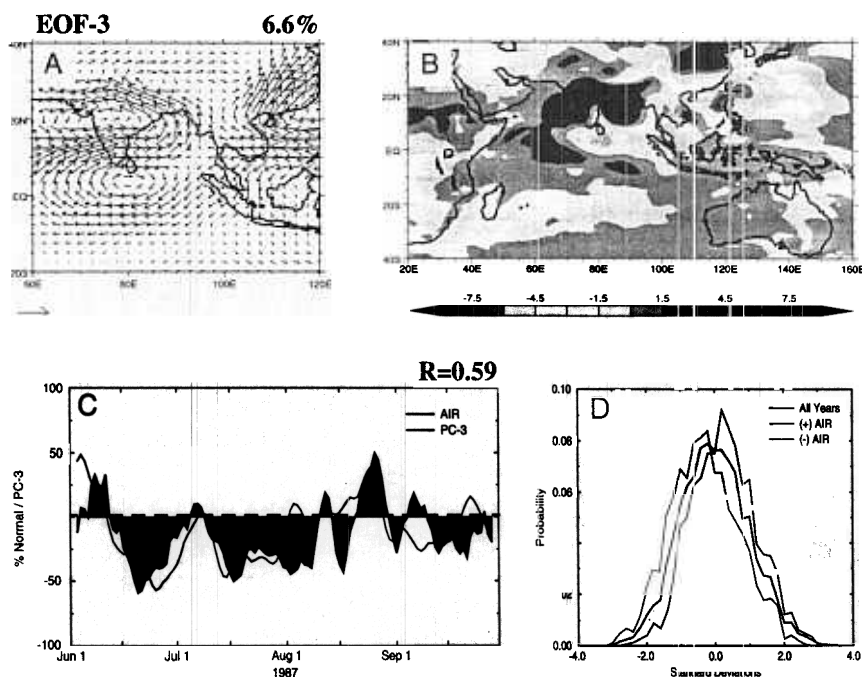 EOF-3 6.6%
A
B
40N
20N
EQ
20S
60E 80E 100E 120E
20N
EQ
20S
40S
20E 40E 60E 80E 100E 120E 140E 160E
-7.5 -4.5 -1.5 1.5 4.5 7.5
R=0.59
C
AIR
PC-3
% Normal / PC-3
100
50
0
-50
-100
Jun 1 Jul 1 Aug 1 Sep 1
1987
D
All Years
(+) AIR
(-) AIR
Probability
0.10
0.00
-4.0 -2.0 0.0 2.0 4.0
Standard Deviations